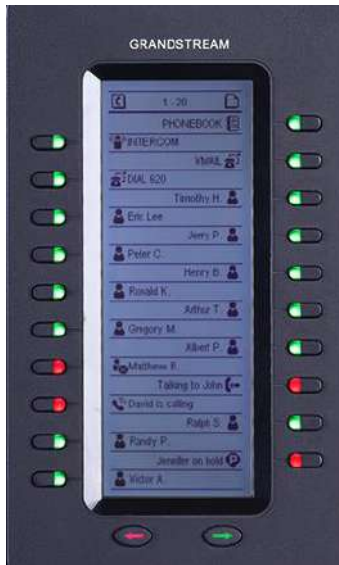 GRANDSTREAM
1 - 20
PHONEBOOK
INTERCOM
VMAIL
DIAL 620
Timothy H.
Eric Lee
Jerry P.
Peter C.
Henry B.
Ronald K.
Arthur T.
Gregory M.
Albert P.
Matthew R.
Talking to John
David is calling
Ralph S.
Randy P.
Jennifer on hold
P
Victor A.